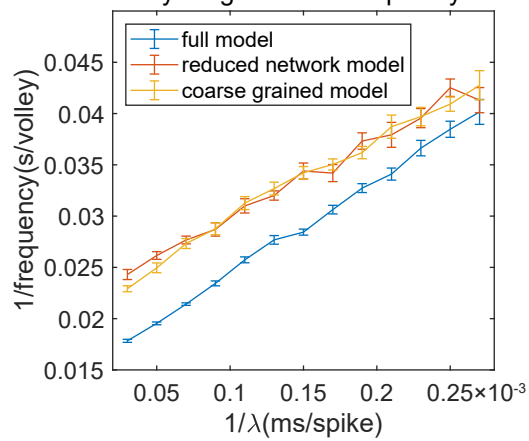 full model
reduced network model
coarse grained model
0.045
0.04
0.035
0.03
0.025
0.02
0.015
1/frequency(s/volley)
0.05 0.1 0.15 0.2 0.25×10⁻³
1/λ(ms/spike)